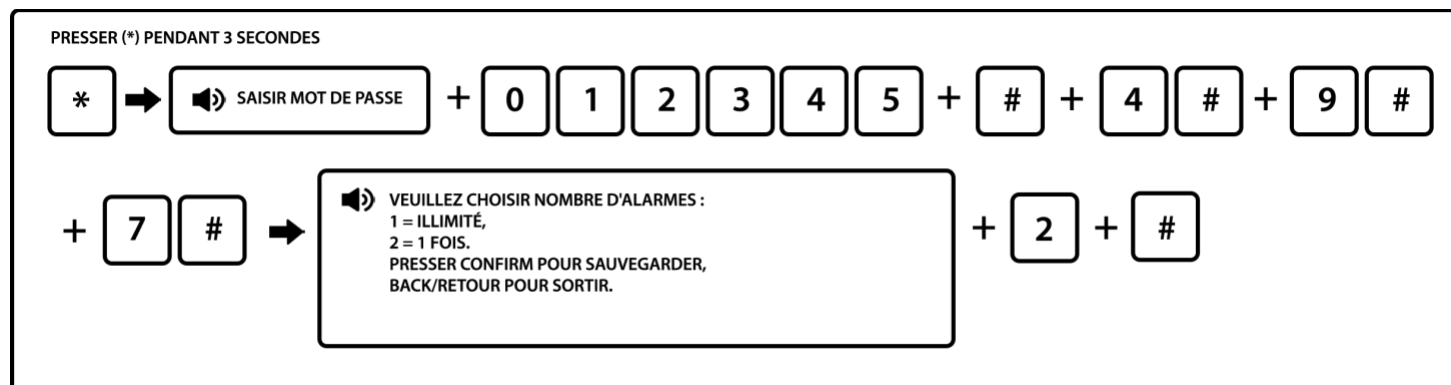 PRESSER (*) PENDANT 3 SECONDES
* SAISIR MOT DE PASSE + 0 1 2 3 4 5 + # + 4 # + 9 #
+ 7 #
VEUILLEZ CHOISIR NOMBRE D'ALARMES :
1 = ILLIMITÉ,
2 = 1 FOIS.
PRESSER CONFIRM POUR SAUVEGARDER,
BACK/RETOUR POUR SORTIR.
+ 2 + #